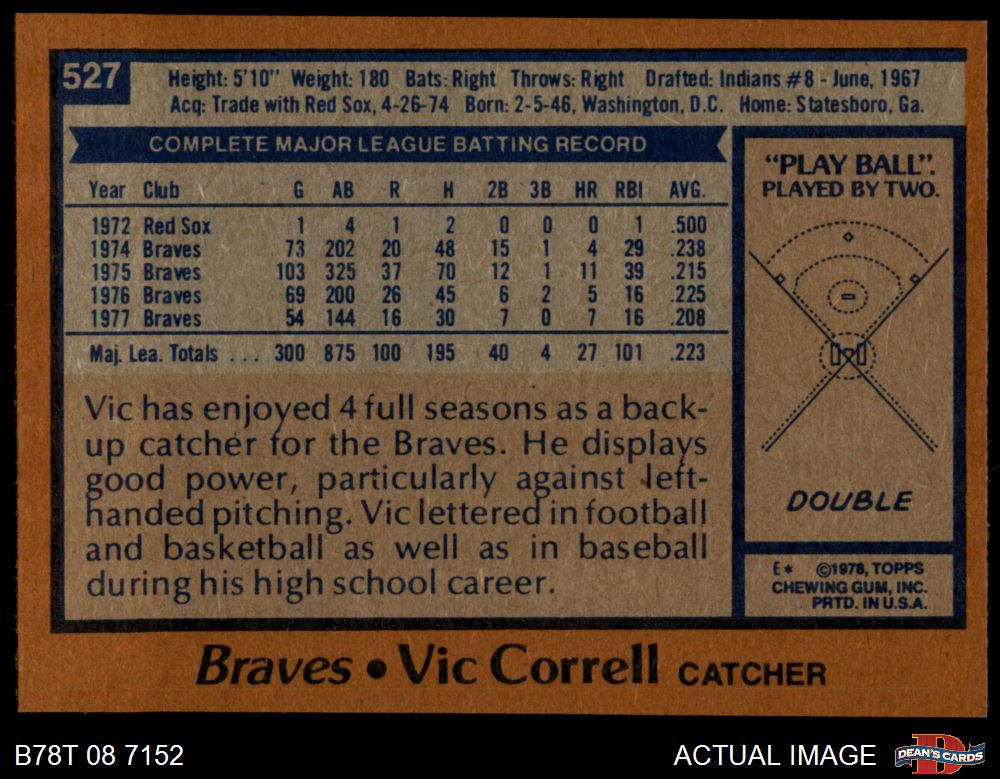 527
Height: 5'10" Weight: 180 Bats: Right Throws: Right Drafted: Indians #8 - June, 1967
Acq: Trade with Red Sox, 4-26-74 Born: 2-5-46, Washington, D.C. Home: Statesboro, Ga.
COMPLETE MAJOR LEAGUE BATTING RECORD
Year Club G AB R H 2B 3B HR RBI AVG.
1972 Red Sox 1 4 1 2 0 0 0 1 .500
1974 Braves 73 202 20 48 15 1 4 29 .238
1975 Braves 103 325 37 70 12 1 11 39 .215
1976 Braves 69 200 26 45 6 2 5 16 .225
1977 Braves 54 144 16 30 7 0 7 16 .208
Maj. Lea. Totals . . . 300 875 100 195 40 4 27 101 .223
Vic has enjoyed 4 full seasons as a back-
up catcher for the Braves. He displays
good power, particularly against left-
handed pitching. Vic lettered in football
and basketball as well as in baseball
during his high school career.
"PLAY BALL".
PLAYED BY TWO.
DOUBLE
E* ©1978, TOPPS
CHEWING GUM, INC.
PRTD. IN U.S.A.
Braves • Vic Correll CATCHER
B78T 08 7152
ACTUAL IMAGE
DEAN'S CARDS